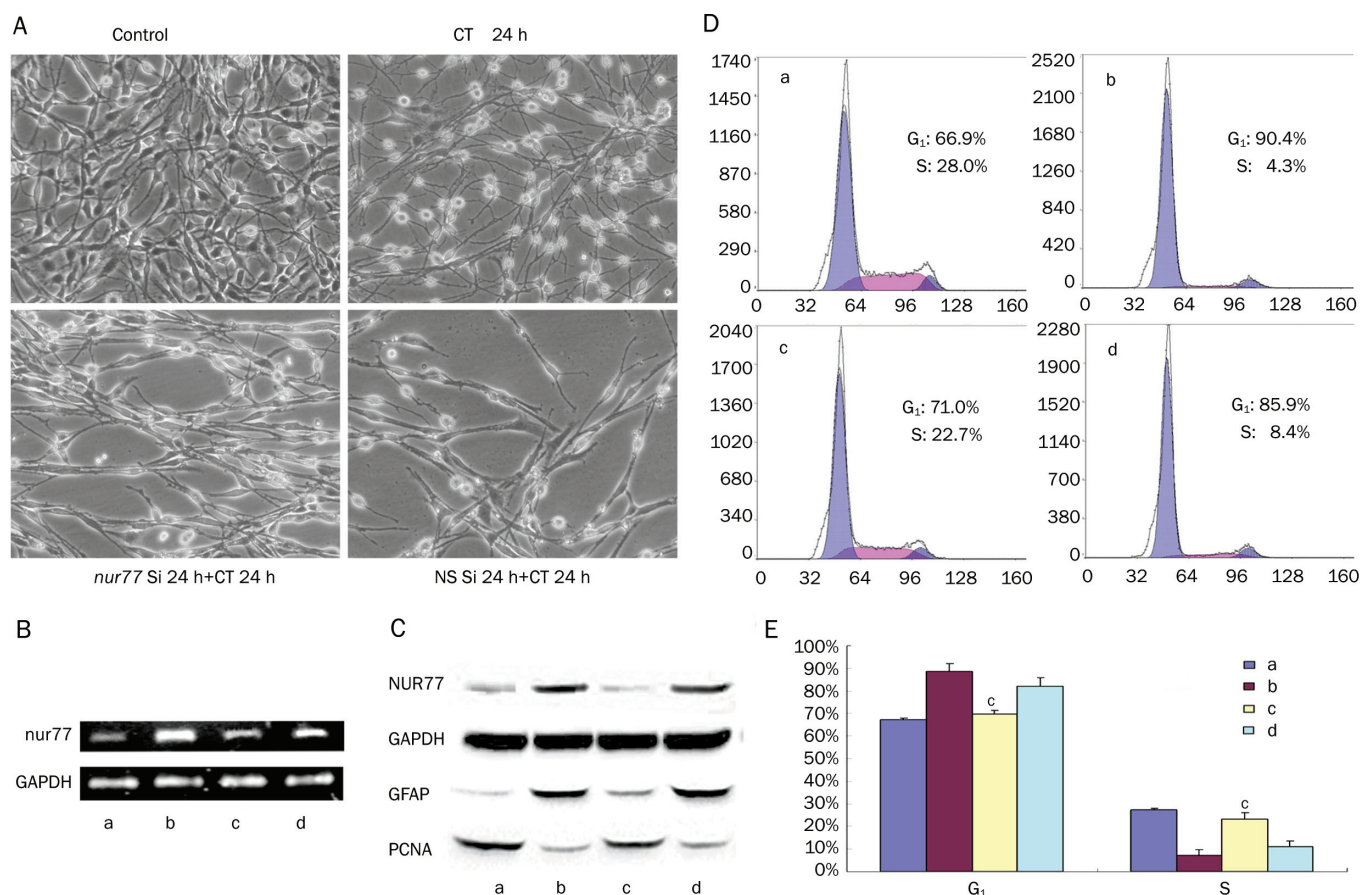 A
Control
CT 24 h
nur77 Si 24 h+CT 24 h
NS Si 24 h+CT 24 h
B
nur77
GAPDH
a b c d
C
NUR77
GAPDH
GFAP
PCNA
a b c d
D
a
G₁: 66.9%
S: 28.0%
1740
1450
1160
870
580
290
0
0 32 64 96 128 160
b
G₁: 90.4%
S: 4.3%
2520
2100
1680
1260
840
420
0
0 32 64 96 128 160
c
G₁: 71.0%
S: 22.7%
2040
1700
1360
1020
680
340
0
0 32 64 96 128 160
d
G₁: 85.9%
S: 8.4%
2280
1900
1520
1140
700
380
0
0 32 64 96 128 160
E
100%
90%
80%
70%
60%
50%
40%
30%
20%
10%
0%
c
c
a
b
c
d
G₁ S